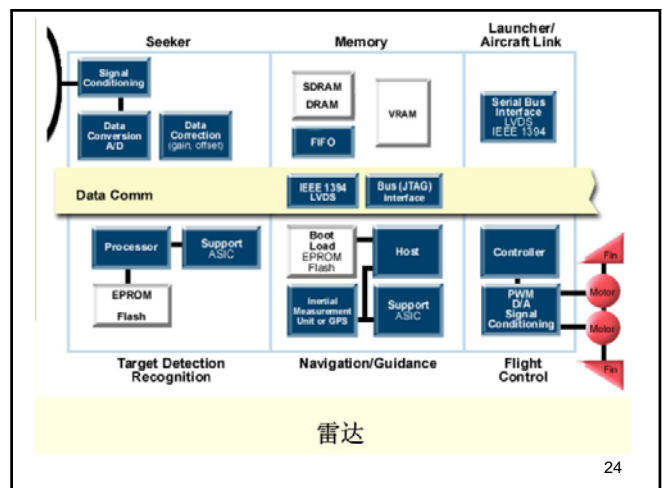 Seeker
Memory
Launcher/
Aircraft Link
Signal
Conditioning
Data
Conversion
A/D
Data
Correction
(gain, offset)
SDRAM
DRAM
FIFO
VRAM
Serial Bus
Interface
LVDS
IEEE 1394
Data Comm
IEEE 1394
LVDS
Bus (JTAG)
Interface
Processor
Support
ASIC
EPROM
Flash
Boot
Load
EPROM
Flash
Host
Inertial
Measurement
Unit or GPS
Support
ASIC
Controller
PWM
D/A
Signal
Conditioning
Fin
Motor
Motor
Fin
Target Detection
Recognition
Navigation/Guidance
Flight
Control
雷达
24